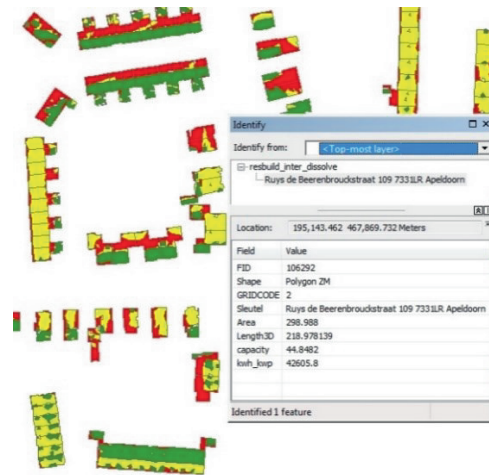 Identify
Identify from: <Top-most layer>
resbuild_inter_dissolve
Ruys de Beerenbrouckstraat 109 7331LR Apeldoorn
Location: 195,143.462 467,869.732 Meters
Field Value
FID 106292
Shape Polygon ZM
GRIDCODE 2
Sleutel Ruys de Beerenbrouckstraat 109 7331LR Apeldoorn
Area 298.988
Length3D 218.978139
capacity 44.8482
kwh_kwp 42605.8
Identified 1 feature